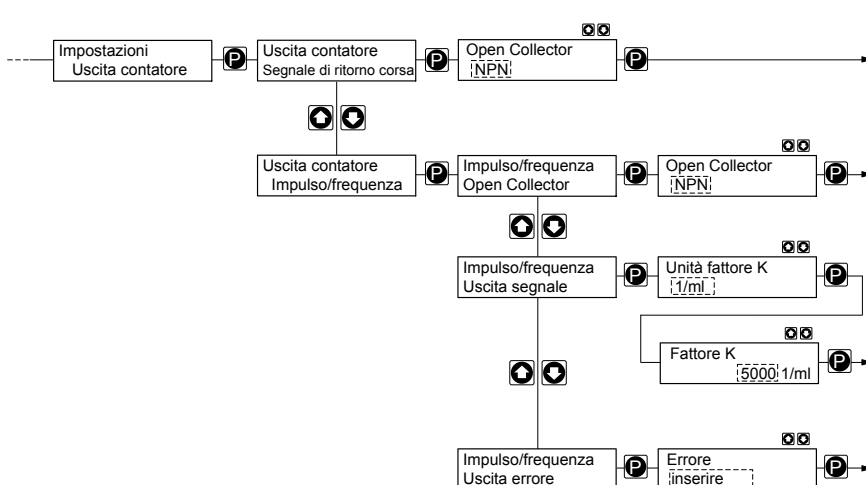 Impostazioni
Uscita contatore
P
Uscita contatore
Segnale di ritorno corsa
P
Open Collector
NPN
P
Uscita contatore
Impulso/frequenza
P
Impulso/frequenza
Open Collector
P
Open Collector
NPN
P
Impulso/frequenza
Uscita segnale
P
Unità fattore K
1/ml
P
Fattore K
5000 1/ml
P
Impulso/frequenza
Uscita errore
P
Errore
inserire
P